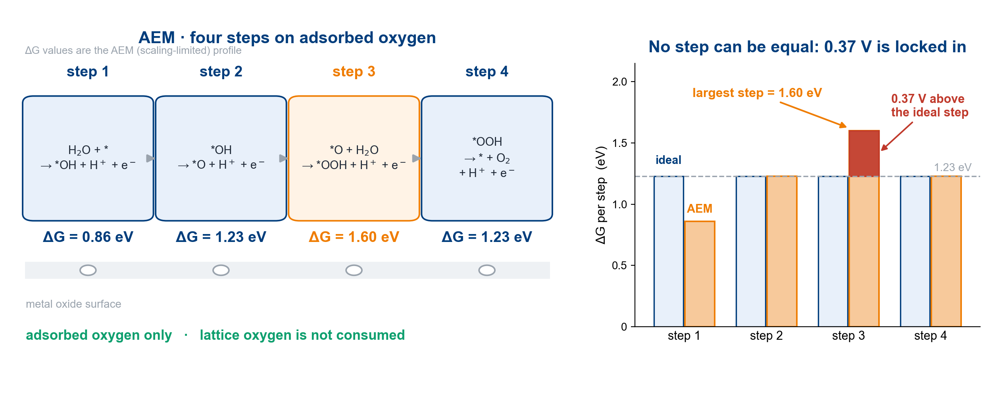 AEM · four steps on adsorbed oxygen
ΔG values are the AEM (scaling-limited) profile
step 1
step 2
step 3
step 4
H₂O + *
→ *OH + H⁺ + e⁻
*OH
→ *O + H⁺ + e⁻
*O + H₂O
→ *OOH + H⁺ + e⁻
*OOH
→ * + O₂
+ H⁺ + e⁻
ΔG = 0.86 eV
ΔG = 1.23 eV
ΔG = 1.60 eV
ΔG = 1.23 eV
metal oxide surface
adsorbed oxygen only · lattice oxygen is not consumed
No step can be equal: 0.37 V is locked in
ΔG per step (eV)
2.0
1.5
1.0
0.5
0
largest step = 1.60 eV
0.37 V above
the ideal step
ideal
1.23 eV
AEM
step 1
step 2
step 3
step 4